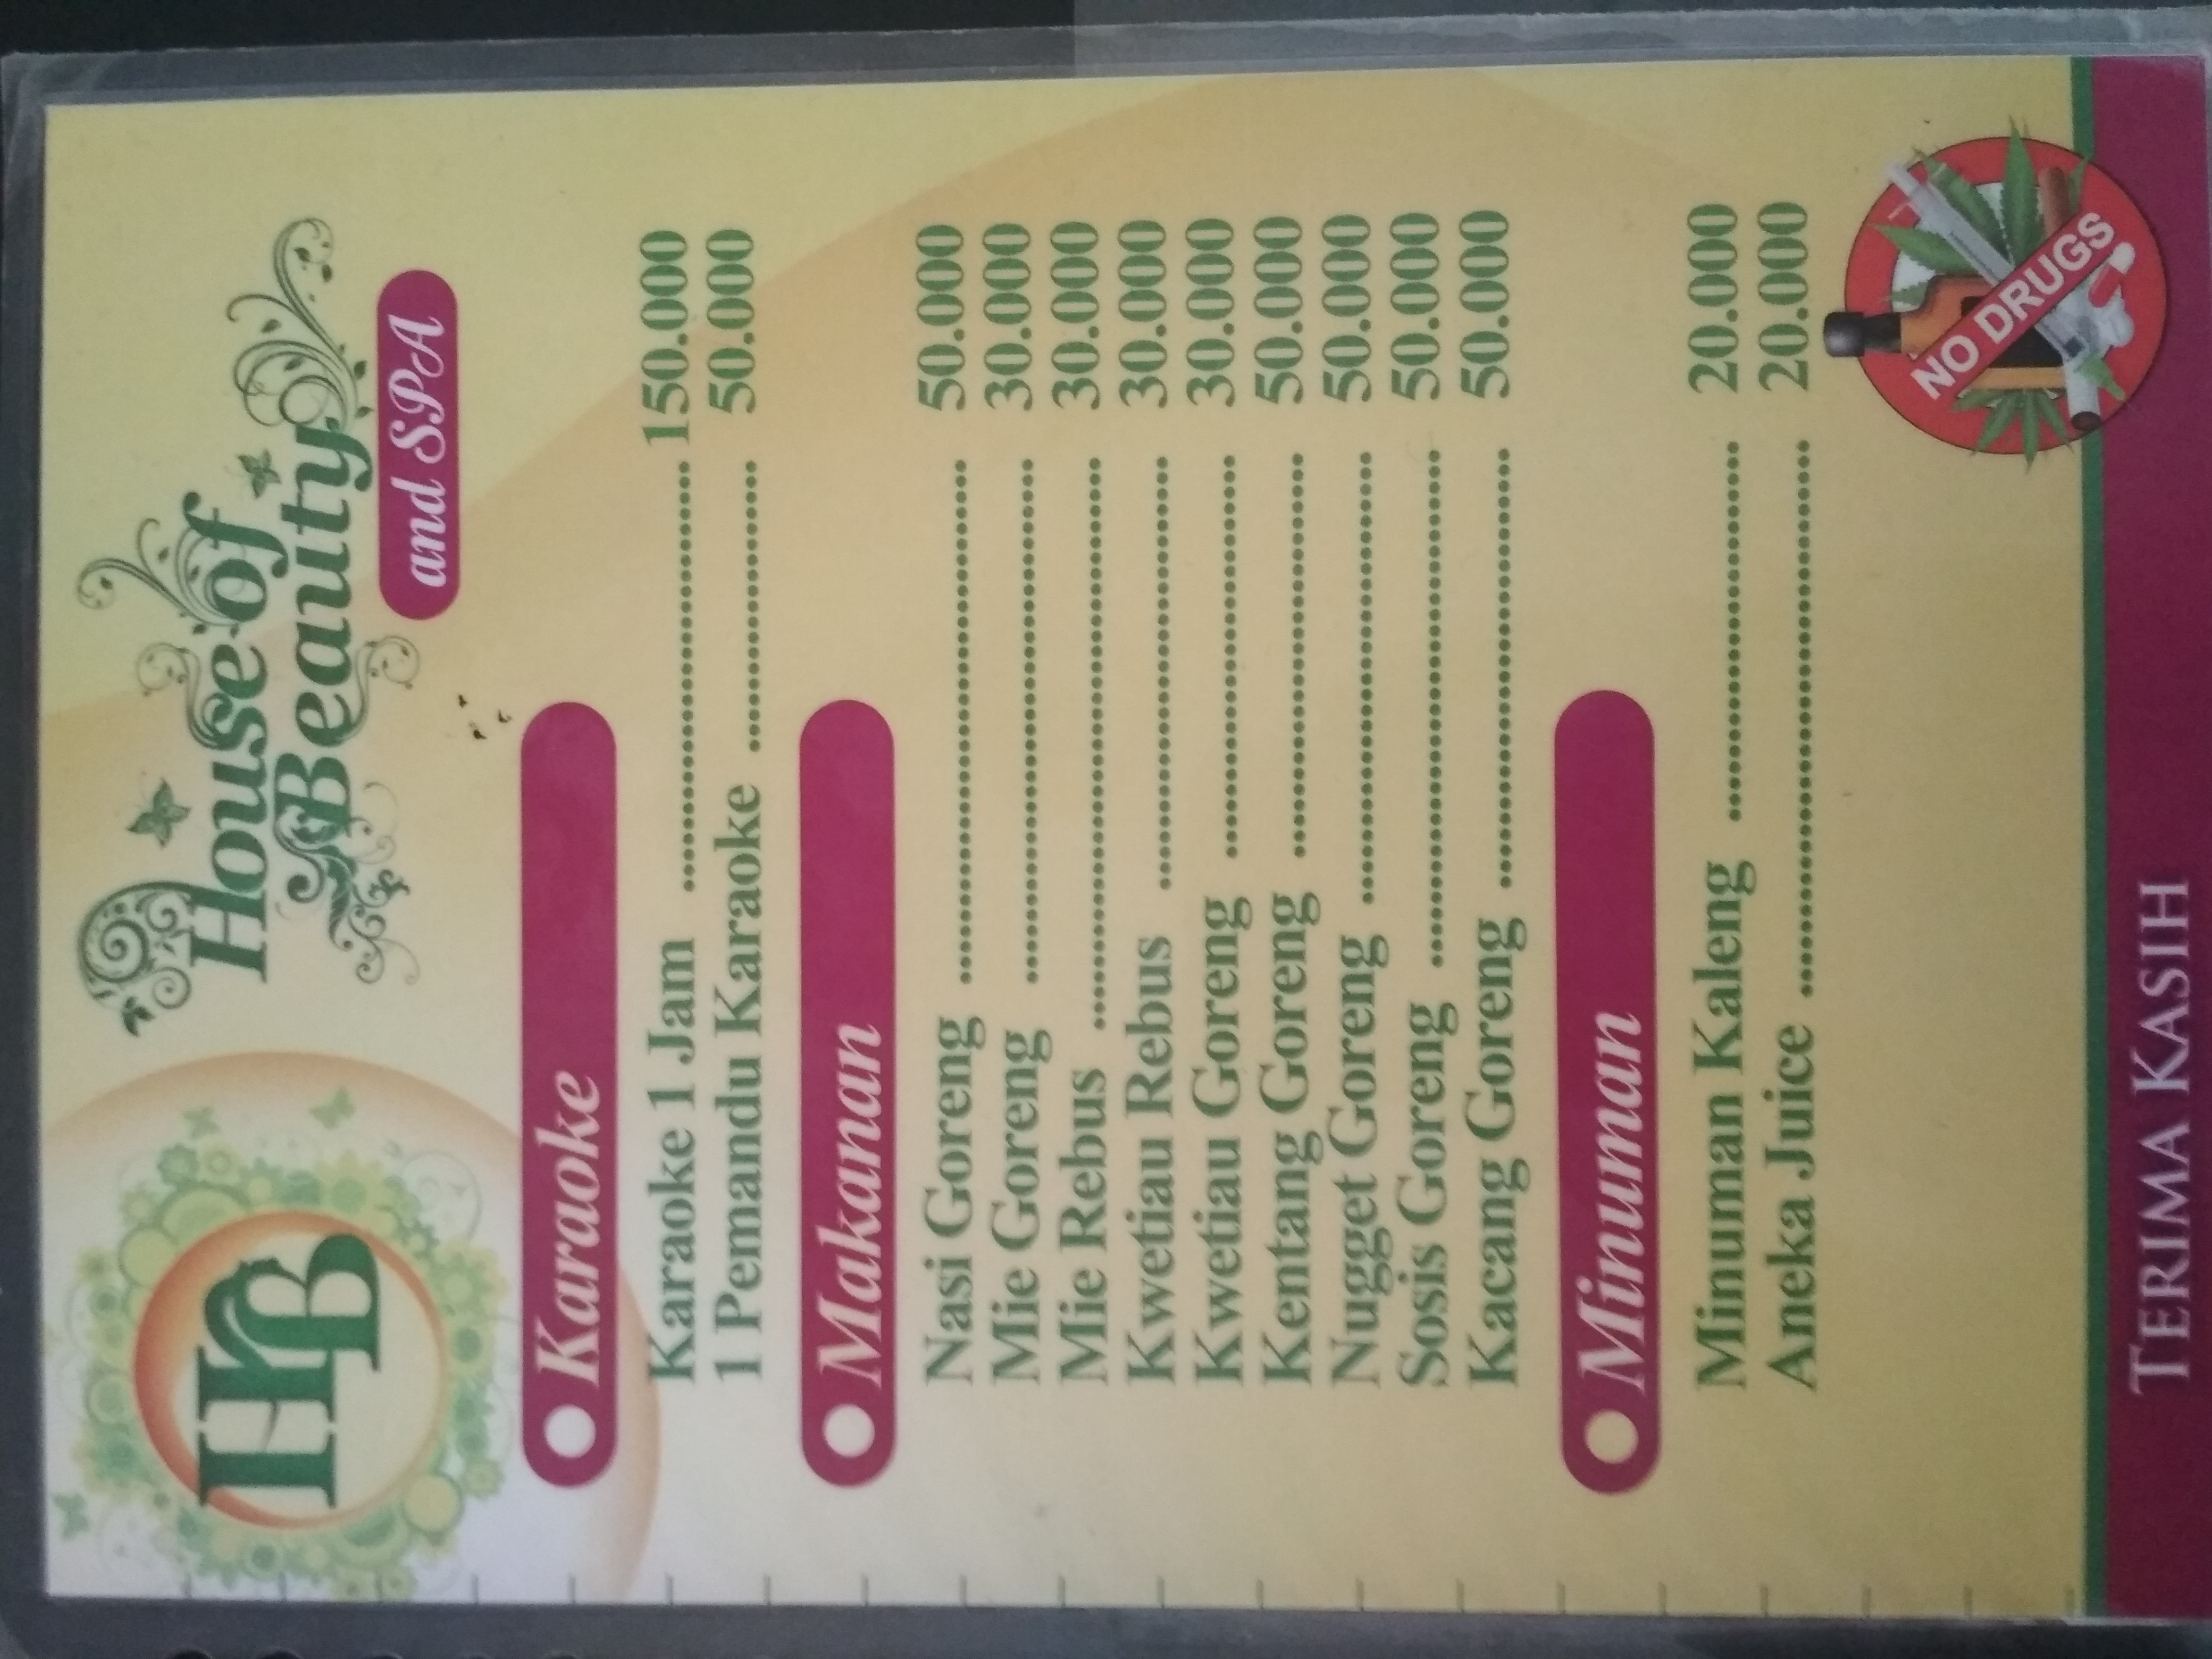 HB
House of
Beauity
and SPA
Karaoke
Karaoke 1 Jam ........................................ 150.000
1 Pemandu Karaoke ........................... 50.000
Makanan
Nasi Goreng ................................................. 50.000
Mie Goreng ................................................. 30.000
Mie Rebus ..................................................... 30.000
Kwetiau Rebus ........................................ 30.000
Kwetiau Goreng ..................................... 30.000
Kentang Goreng ..................................... 50.000
Nugget Goreng .......................................... 50.000
Sosis Goreng ................................................ 50.000
Kacang Goreng ......................................... 50.000
Minuman
Minuman Kaleng ................................... 20.000
Aneka Juice .................................................... 20.000
NO DRUGS
TERIMA KASIH